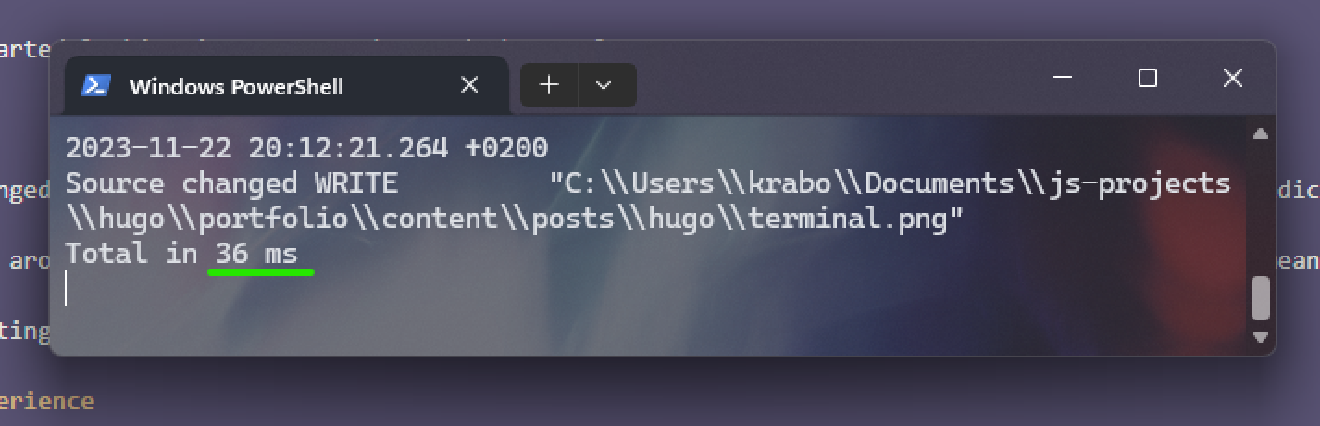 arte
Windows PowerShell
2023-11-22 20:12:21.264 +0200
Source changed WRITE "C:\\Users\\krabo\\Documents\\js-projects
nged
dic
\\hugo\\portfolio\\content\\posts\\hugo\\terminal.png"
Total in 36 ms
aro
ean
ting
erience